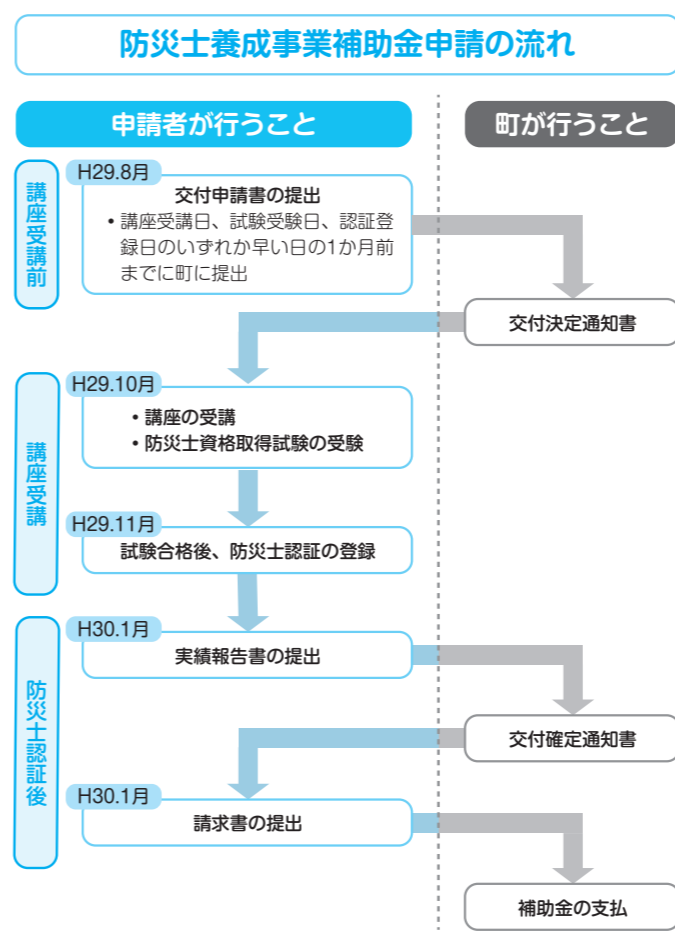 防災士養成事業補助金申請の流れ
申請者が行うこと
町が行うこと
講座受講前
H29.8月
交付申請書の提出
・講座受講日、試験受験日、認証登
録日のいずれか早い日の1か月前
までに町に提出
交付決定通知書
講座受講
H29.10月
・講座の受講
・防災士資格取得試験の受験
H29.11月
試験合格後、防災士認証の登録
防災士認証後
H30.1月
実績報告書の提出
交付確定通知書
H30.1月
請求書の提出
補助金の支払